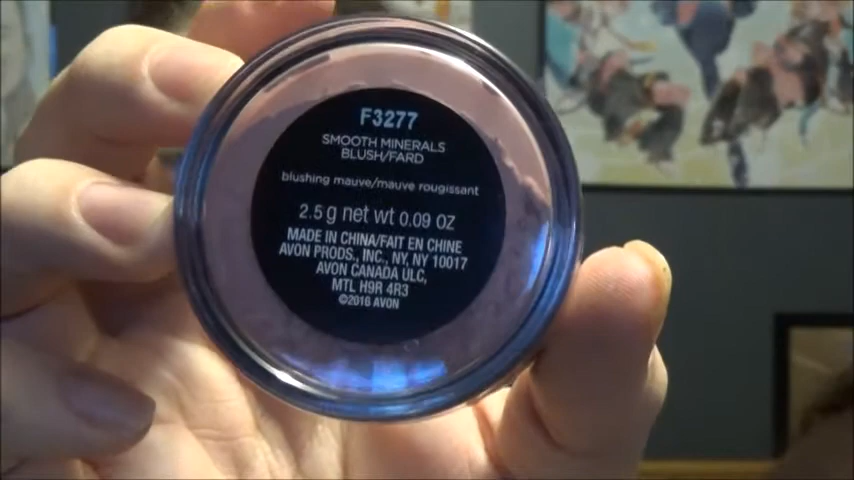 F3277
SMOOTH MINERALS
BLUSH/FARD
blushing mauve/mauve rougissant
2.5g net wt 0.09 OZ
MADE IN CHINA/FAIT EN CHINE
AVON PRODS., INC., NY, NY 10017
AVON CANADA ULC,
MTL H9R 4R3
©2016 AVON